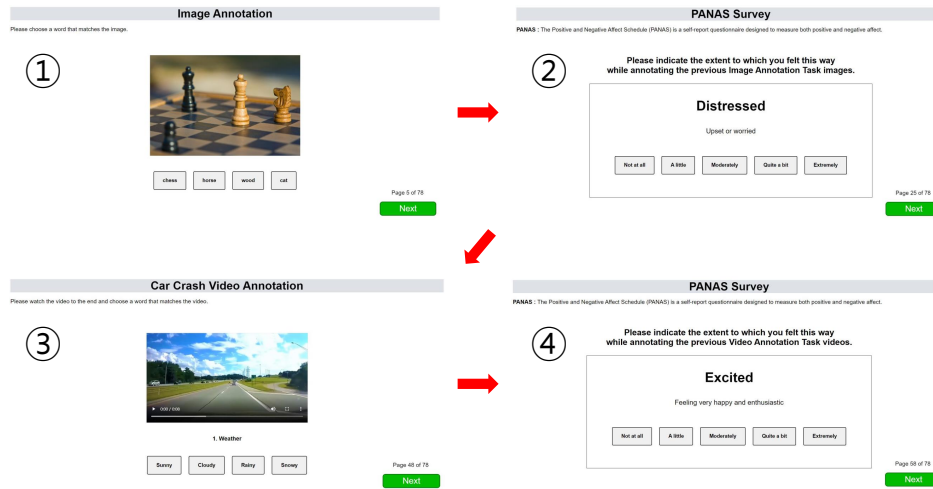 Image Annotation
Please choose a word that matches the image.
1
chess horse wood cat
Page 5 of 78
Next
PANAS Survey
PANAS : The Positive and Negative Affect Schedule (PANAS) is a self-report questionnaire designed to measure both positive and negative affect.
2
Please indicate the extent to which you felt this way
while annotating the previous Image Annotation Task images.
Distressed
Upset or worried
Not at all A little Moderately Quite a bit Extremely
Page 25 of 78
Next
Car Crash Video Annotation
Please watch the video to the end and choose a word that matches the video.
3
0:00 / 0:08
1. Weather
Sunny Cloudy Rainy Snowy
Page 48 of 78
Next
PANAS Survey
PANAS : The Positive and Negative Affect Schedule (PANAS) is a self-report questionnaire designed to measure both positive and negative affect.
4
Please indicate the extent to which you felt this way
while annotating the previous Video Annotation Task videos.
Excited
Feeling very happy and enthusiastic
Not at all A little Moderately Quite a bit Extremely
Page 58 of 78
Next